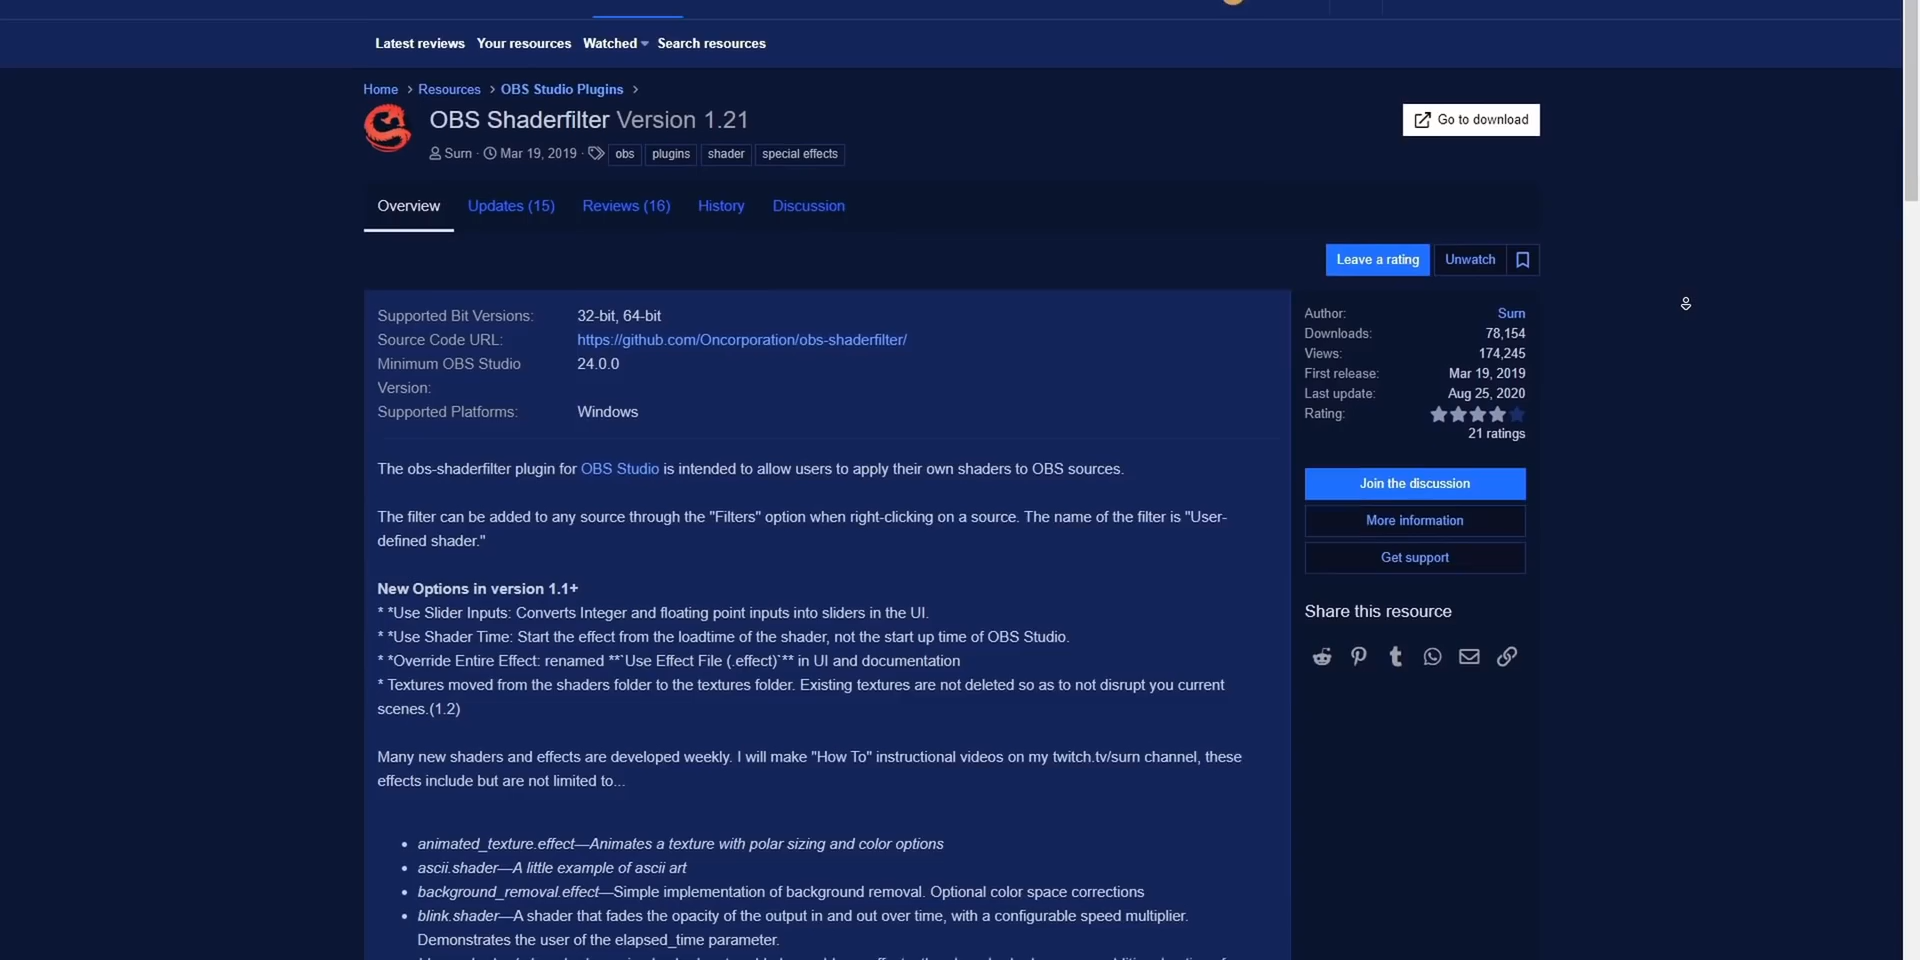 Latest reviews Your resources Watched Search resources
Home > Resources > OBS Studio Plugins >
OBS Shaderfilter Version 1.21
Go to download
Surn · Mar 19, 2019 · obs plugins shader special effects
Overview Updates (15) Reviews (16) History Discussion
Leave a rating Unwatch
Supported Bit Versions: 32-bit, 64-bit
Source Code URL: https://github.com/Oncorporation/obs-shaderfilter/
Minimum OBS Studio 24.0.0
Version:
Supported Platforms: Windows
The obs-shaderfilter plugin for OBS Studio is intended to allow users to apply their own shaders to OBS sources.
The filter can be added to any source through the "Filters" option when right-clicking on a source. The name of the filter is "User-
defined shader."
New Options in version 1.1+
* *Use Slider Inputs: Converts Integer and floating point inputs into sliders in the UI.
* *Use Shader Time: Start the effect from the loadtime of the shader, not the start up time of OBS Studio.
* *Override Entire Effect: renamed **`Use Effect File (.effect)`** in UI and documentation
* Textures moved from the shaders folder to the textures folder. Existing textures are not deleted so as to not disrupt you current
scenes.(1.2)
Many new shaders and effects are developed weekly. I will make "How To" instructional videos on my twitch.tv/surn channel, these
effects include but are not limited to...
• animated_texture.effect—Animates a texture with polar sizing and color options
• ascii.shader—A little example of ascii art
• background_removal.effect—Simple implementation of background removal. Optional color space corrections
• blink.shader—A shader that fades the opacity of the output in and out over time, with a configurable speed multiplier.
Demonstrates the user of the elapsed_time parameter.
Author: Surn
Downloads: 78,154
Views: 174,245
First release: Mar 19, 2019
Last update: Aug 25, 2020
Rating:
21 ratings
Join the discussion
More information
Get support
Share this resource